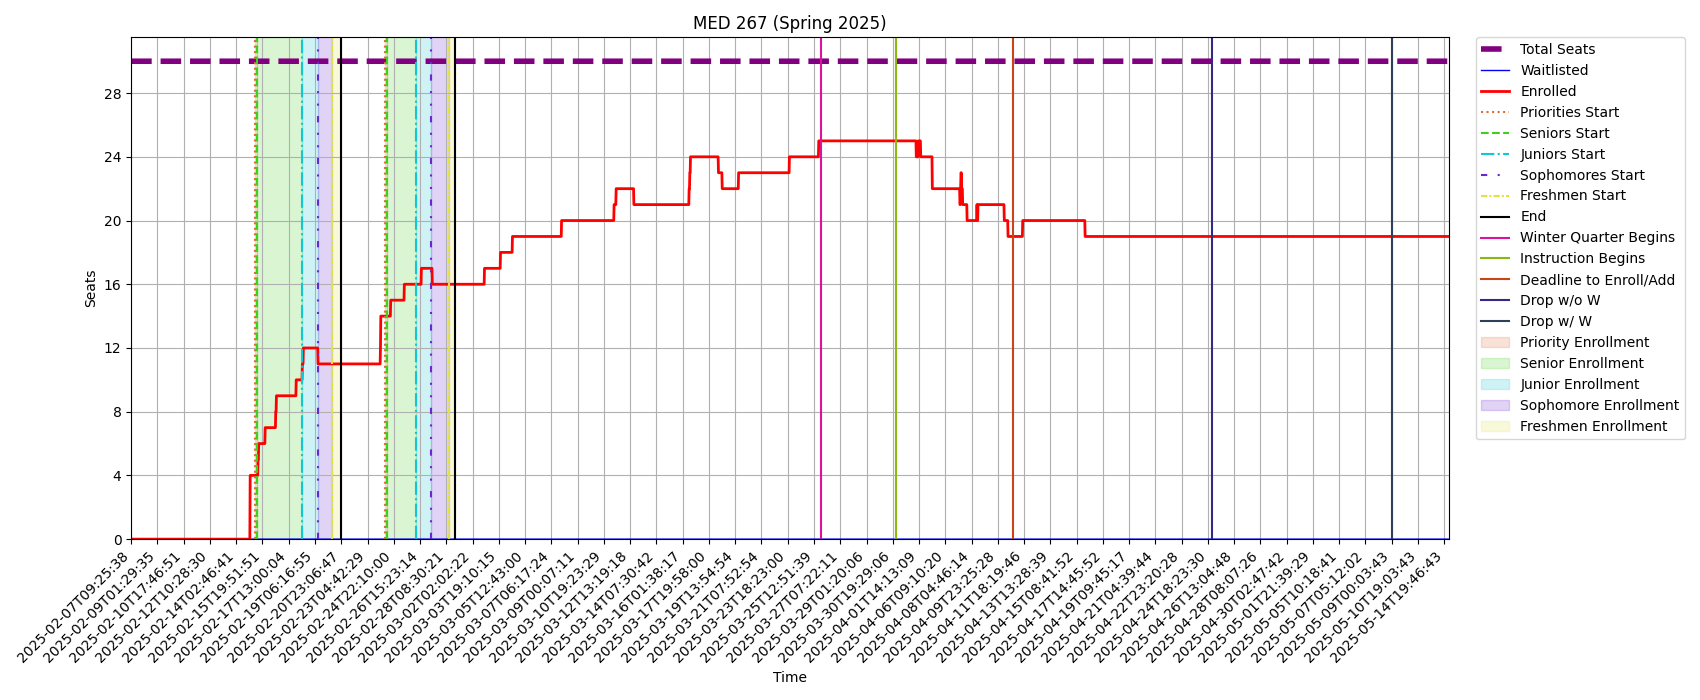 MED 267 (Spring 2025)
Seats
28
24
20
16
12
8
4
0
2025-02-07T09:25:38
2025-02-09T01:29:35
2025-02-10T17:46:51
2025-02-12T10:28:30
2025-02-14T02:46:41
2025-02-15T19:51:51
2025-02-17T13:00:04
2025-02-19T06:16:55
2025-02-20T23:06:47
2025-02-23T04:42:29
2025-02-24T22:10:00
2025-02-26T15:23:14
2025-02-28T08:30:21
2025-03-02T02:02:22
2025-03-03T19:10:15
2025-03-05T12:43:00
2025-03-07T06:17:24
2025-03-09T00:07:11
2025-03-10T19:23:29
2025-03-12T13:19:18
2025-03-14T07:30:42
2025-03-16T01:38:17
2025-03-17T19:58:00
2025-03-19T13:54:54
2025-03-21T07:52:54
2025-03-23T18:23:00
2025-03-25T12:51:39
2025-03-27T07:22:11
2025-03-29T01:20:06
2025-03-30T19:29:06
2025-04-01T14:13:09
2025-04-06T09:10:20
2025-04-08T04:46:14
2025-04-09T23:25:28
2025-04-11T18:19:46
2025-04-13T13:28:39
2025-04-15T08:41:52
2025-04-17T14:45:52
2025-04-19T09:45:17
2025-04-21T04:39:44
2025-04-22T23:20:28
2025-04-24T18:23:30
2025-04-26T13:04:48
2025-04-28T08:07:26
2025-04-30T02:47:42
2025-05-01T21:39:29
2025-05-05T10:18:41
2025-05-07T05:12:02
2025-05-09T00:03:43
2025-05-10T19:03:43
2025-05-14T19:46:43
Time
Total Seats
Waitlisted
Enrolled
Priorities Start
Seniors Start
Juniors Start
Sophomores Start
Freshmen Start
End
Winter Quarter Begins
Instruction Begins
Deadline to Enroll/Add
Drop w/o W
Drop w/ W
Priority Enrollment
Senior Enrollment
Junior Enrollment
Sophomore Enrollment
Freshmen Enrollment